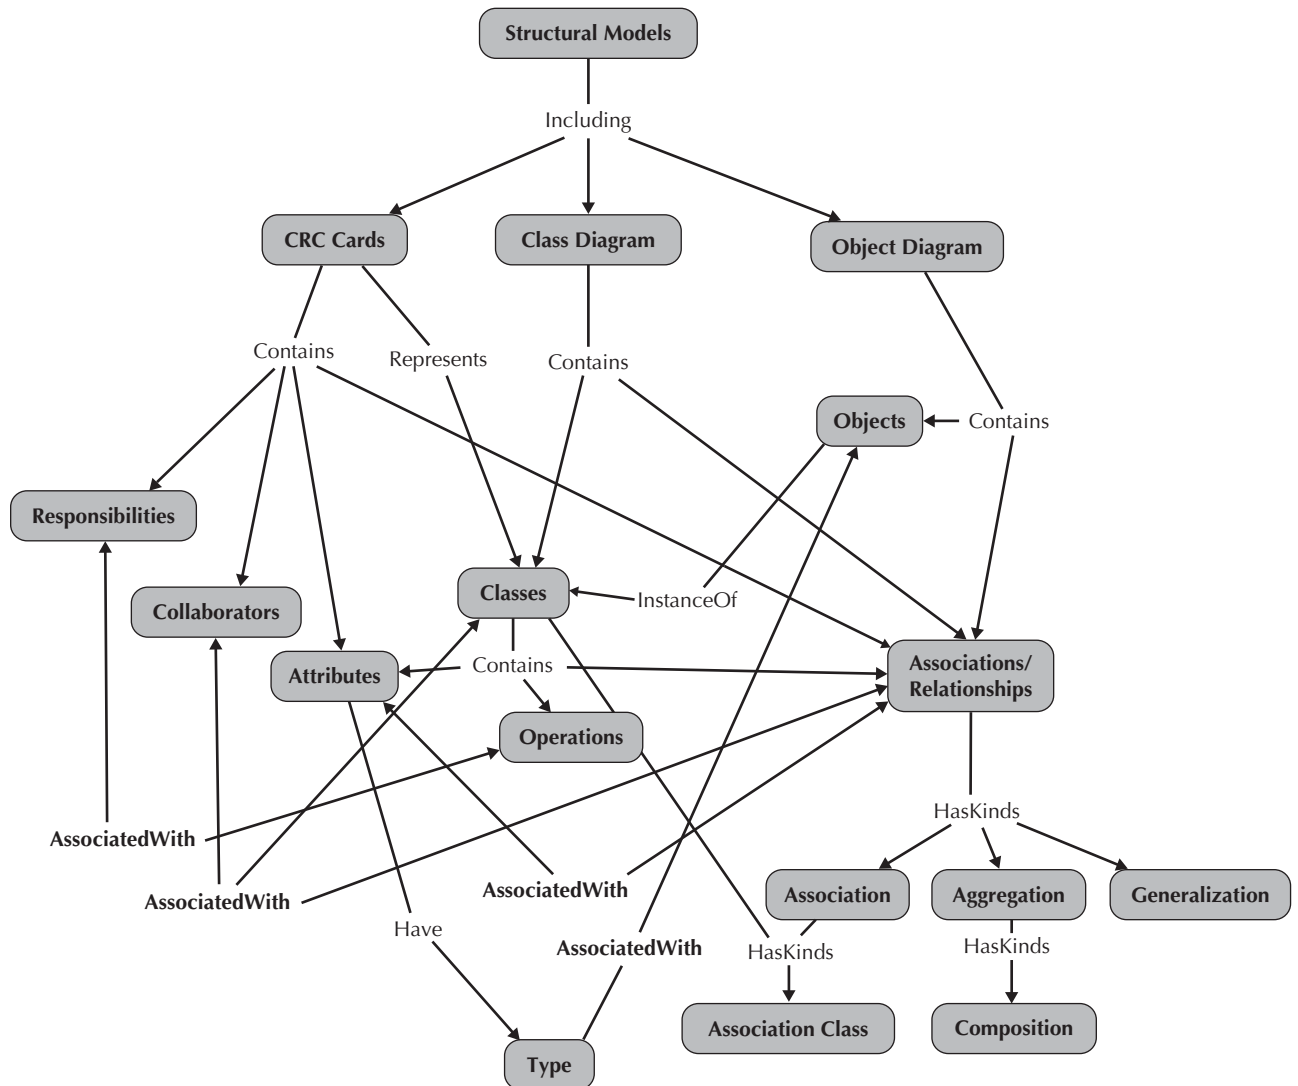 Structural Models
Including
CRC Cards
Class Diagram
Object Diagram
Contains
Represents
Contains
Objects
Contains
Responsibilities
Classes
InstanceOf
Collaborators
Attributes
Contains
Associations/
Relationships
Operations
AssociatedWith
HasKinds
AssociatedWith
AssociatedWith
Association
Aggregation
Generalization
Have
AssociatedWith
HasKinds
HasKinds
Association Class
Composition
Type